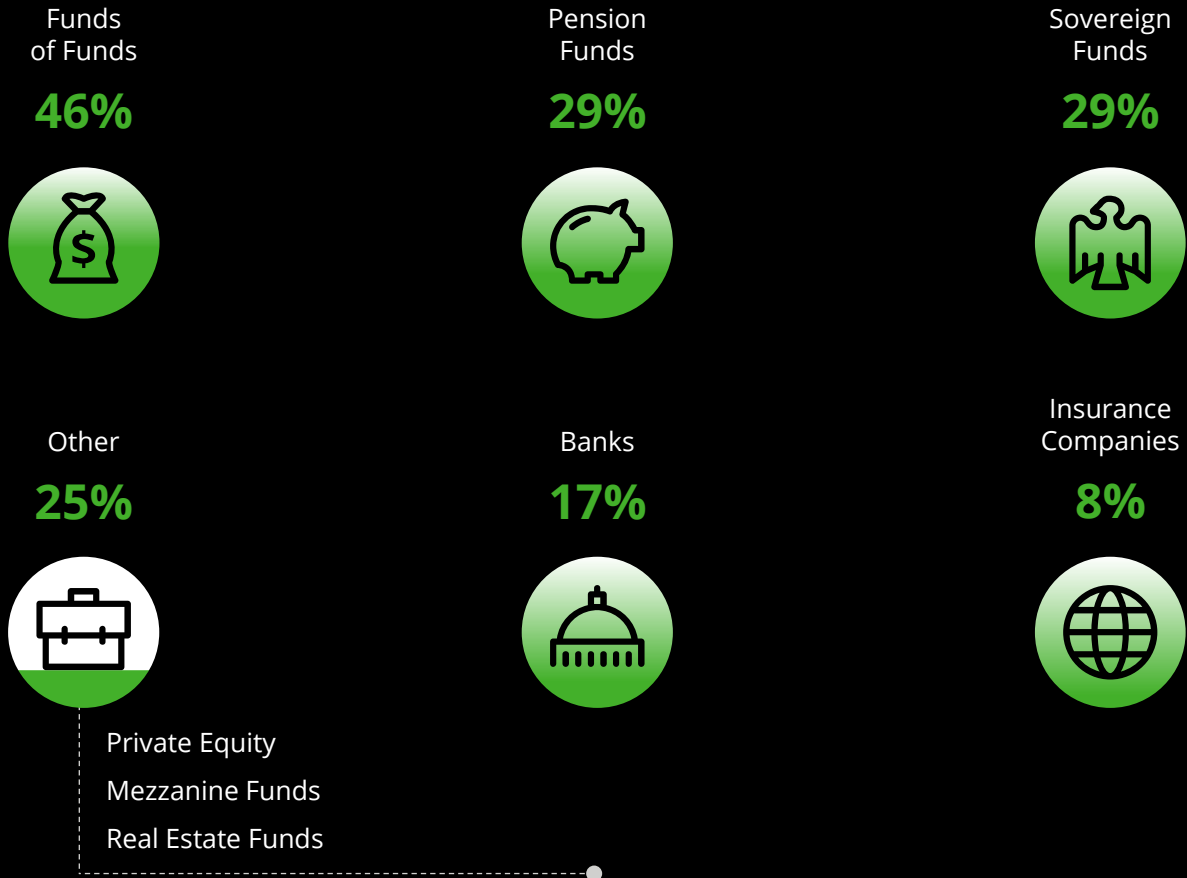 Funds
of Funds
46%
$
Pension
Funds
29%
Sovereign
Funds
29%
Other
25%
Banks
17%
Insurance
Companies
8%
Private Equity
Mezzanine Funds
Real Estate Funds